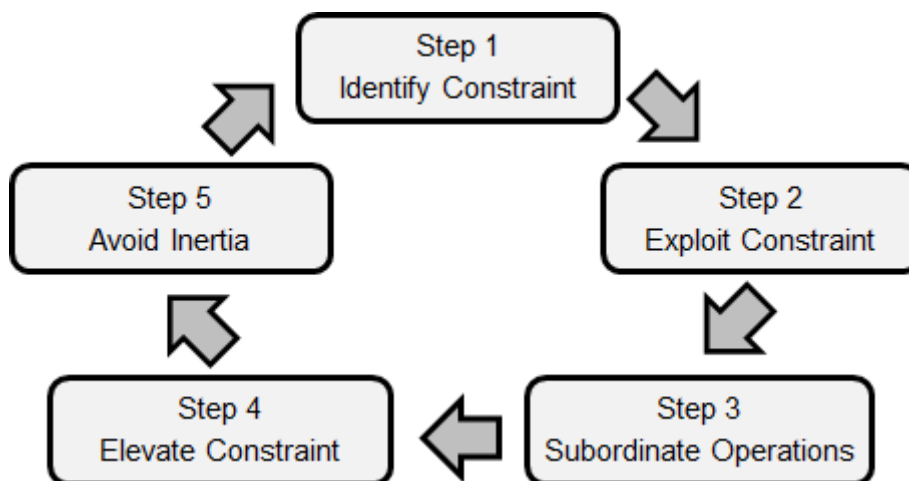 Step 1
Identify Constraint
Step 2
Exploit Constraint
Step 3
Subordinate Operations
Step 4
Elevate Constraint
Step 5
Avoid Inertia